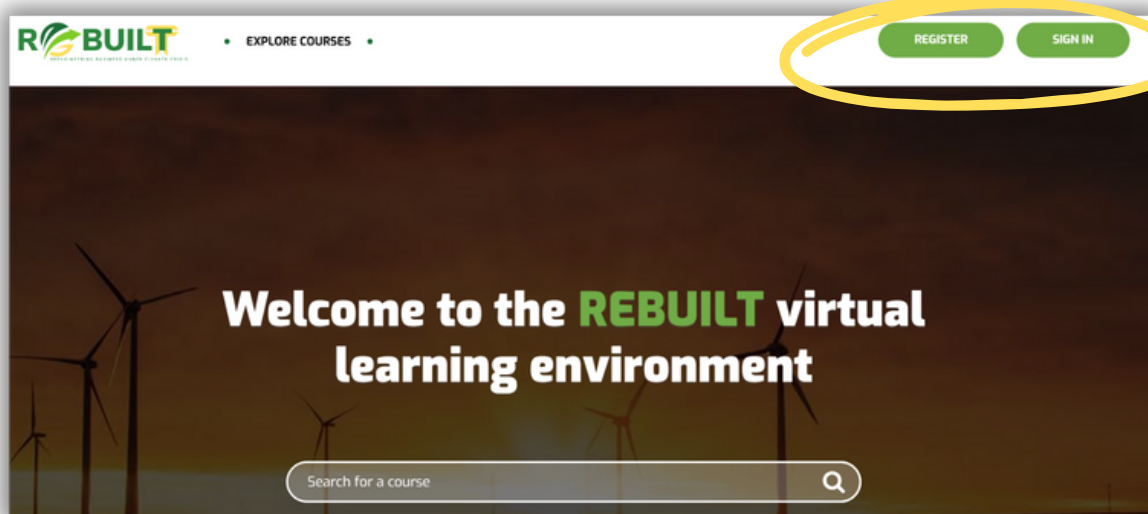 REBUILT
EXPLORE COURSES
REGISTER
SIGN IN
Welcome to the REBUILT virtual
learning environment
Search for a course